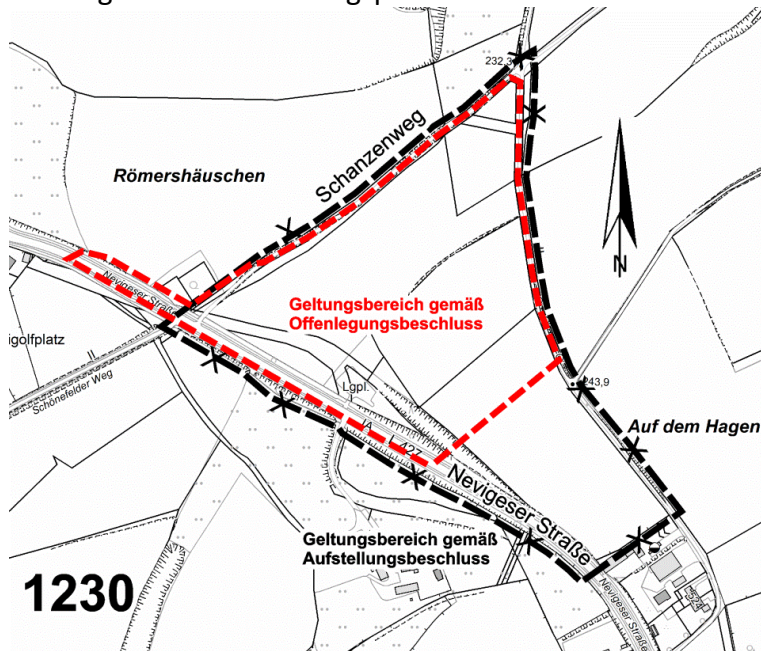 232,3
Schanzenweg
Römershäuschen
N
Nevigeser Straße
Geltungsbereich gemäß
Offenlegungsbeschluss
igolfplatz
Schönefelder Weg
Lgpl.
243,9
Auf dem Hagen
L 427
Nevigeser Straße
Geltungsbereich gemäß
Aufstellungsbeschluss
1230
Nevigeser Straße